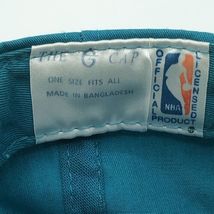 THE G CAP
ONE SIZE FITS ALL
MADE IN BANGLADESH
OFFICIAL
LICENSED
PRODUCT
NBA